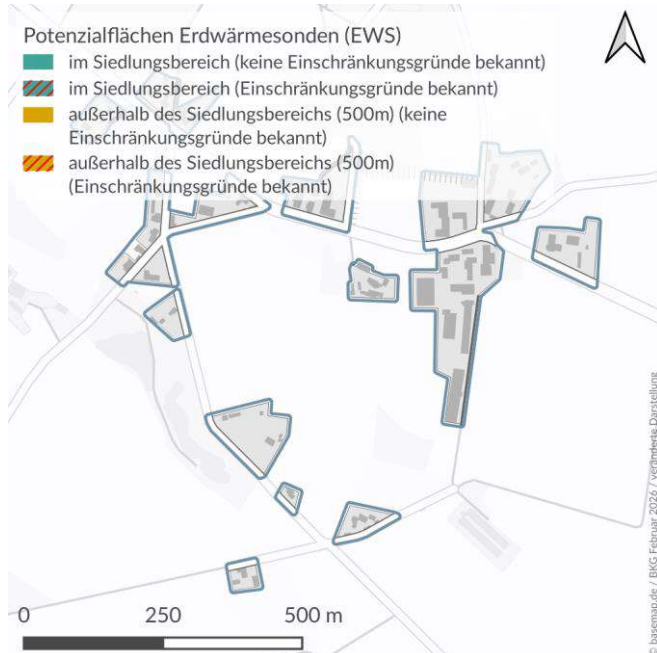 Potenzialflächen Erdwärmesonden (EWS)
im Siedlungsbereich (keine Einschränkungsgründe bekannt)
im Siedlungsbereich (Einschränkungsgründe bekannt)
außerhalb des Siedlungsbereichs (500m) (keine
Einschränkungsgründe bekannt)
außerhalb des Siedlungsbereichs (500m)
(Einschränkungsgründe bekannt)
0 250 500 m
© basemap.de / BKG Februar 2026 / veränderte Darstellung